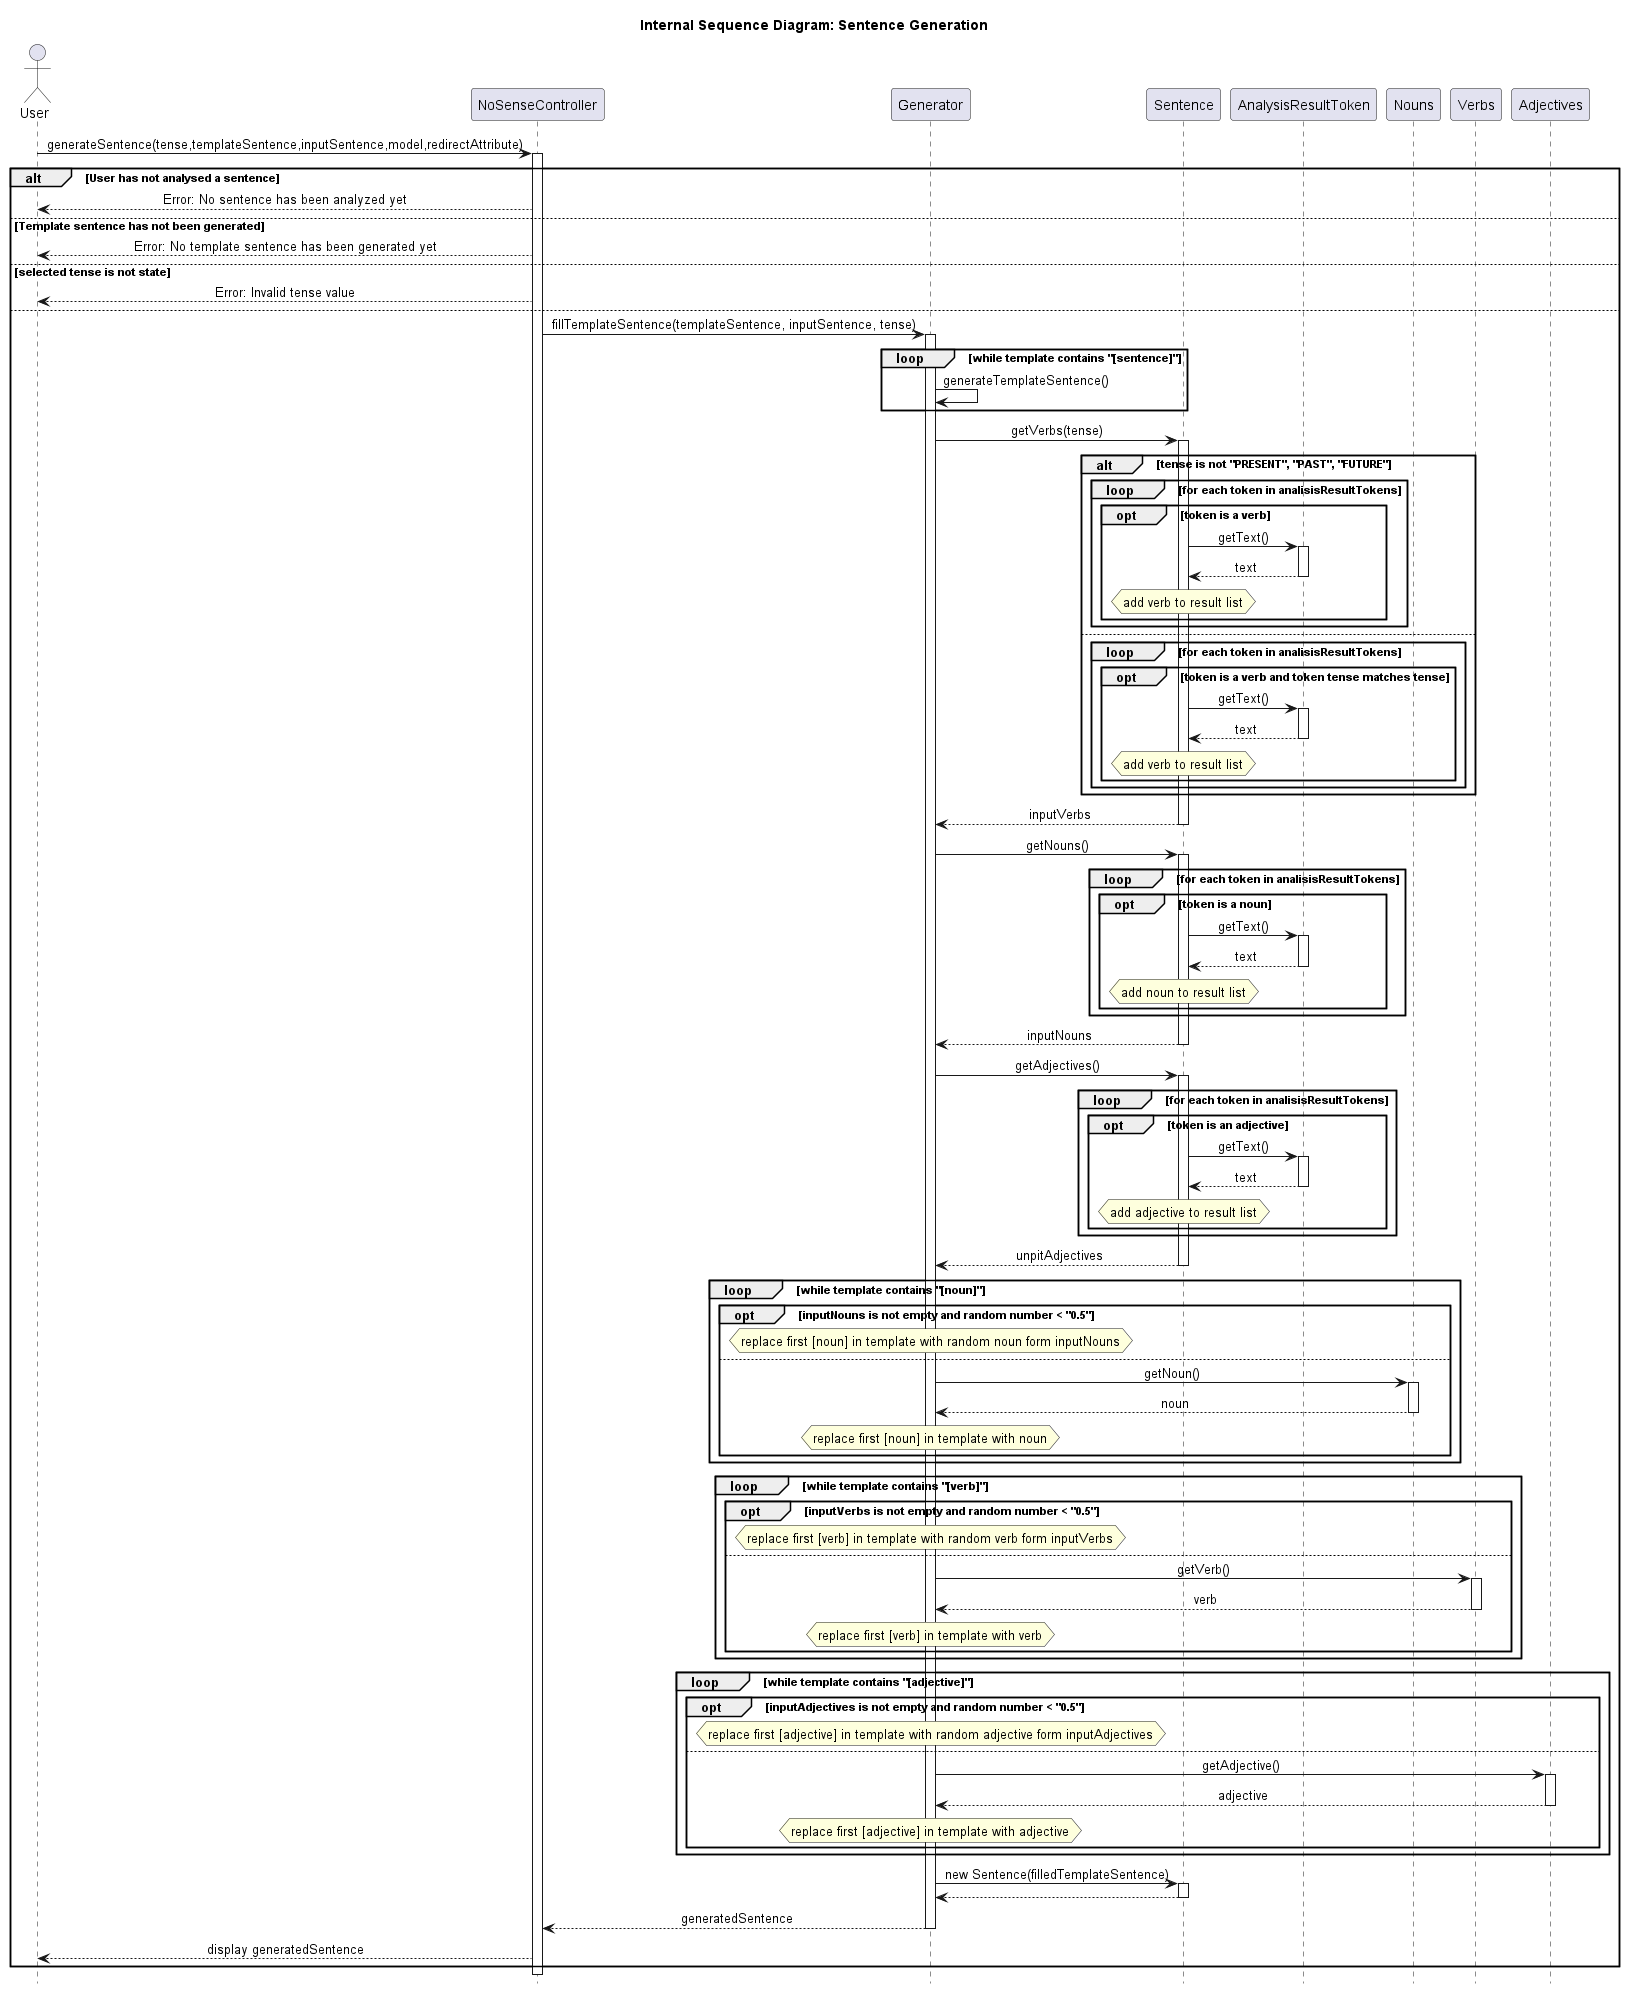 Internal Sequence Diagram: Sentence Generation
User
NoSenseController
Generator
Sentence
AnalysisResultToken
Nouns
Verbs
Adjectives
generateSentence(tense,templateSentence,inputSentence,model,redirectAttribute)
alt
[User has not analysed a sentence]
Error: No sentence has been analyzed yet
[Template sentence has not been generated]
Error: No template sentence has been generated yet
[selected tense is not state]
Error: Invalid tense value
fillTemplateSentence(templateSentence, inputSentence, tense)
loop
[while template contains "[sentence]"]
generateTemplateSentence()
getVerbs(tense)
alt
[tense is not "PRESENT", "PAST", "FUTURE"]
loop
[for each token in analisisResultTokens]
opt
[token is a verb]
getText()
text
add verb to result list
loop
[for each token in analisisResultTokens]
opt
[token is a verb and token tense matches tense]
getText()
text
add verb to result list
inputVerbs
getNouns()
loop
[for each token in analisisResultTokens]
opt
[token is a noun]
getText()
text
add noun to result list
inputNouns
getAdjectives()
loop
[for each token in analisisResultTokens]
opt
[token is an adjective]
getText()
text
add adjective to result list
unpitAdjectives
loop
[while template contains "[noun]"]
opt
[inputNouns is not empty and random number < "0.5"]
replace first [noun] in template with random noun form inputNouns
getNoun()
noun
replace first [noun] in template with noun
loop
[while template contains "[verb]"]
opt
[inputVerbs is not empty and random number < "0.5"]
replace first [verb] in template with random verb form inputVerbs
getVerb()
verb
replace first [verb] in template with verb
loop
[while template contains "[adjective]"]
opt
[inputAdjectives is not empty and random number < "0.5"]
replace first [adjective] in template with random adjective form inputAdjectives
getAdjective()
adjective
replace first [adjective] in template with adjective
new Sentence(filledTemplateSentence)
generatedSentence
display generatedSentence